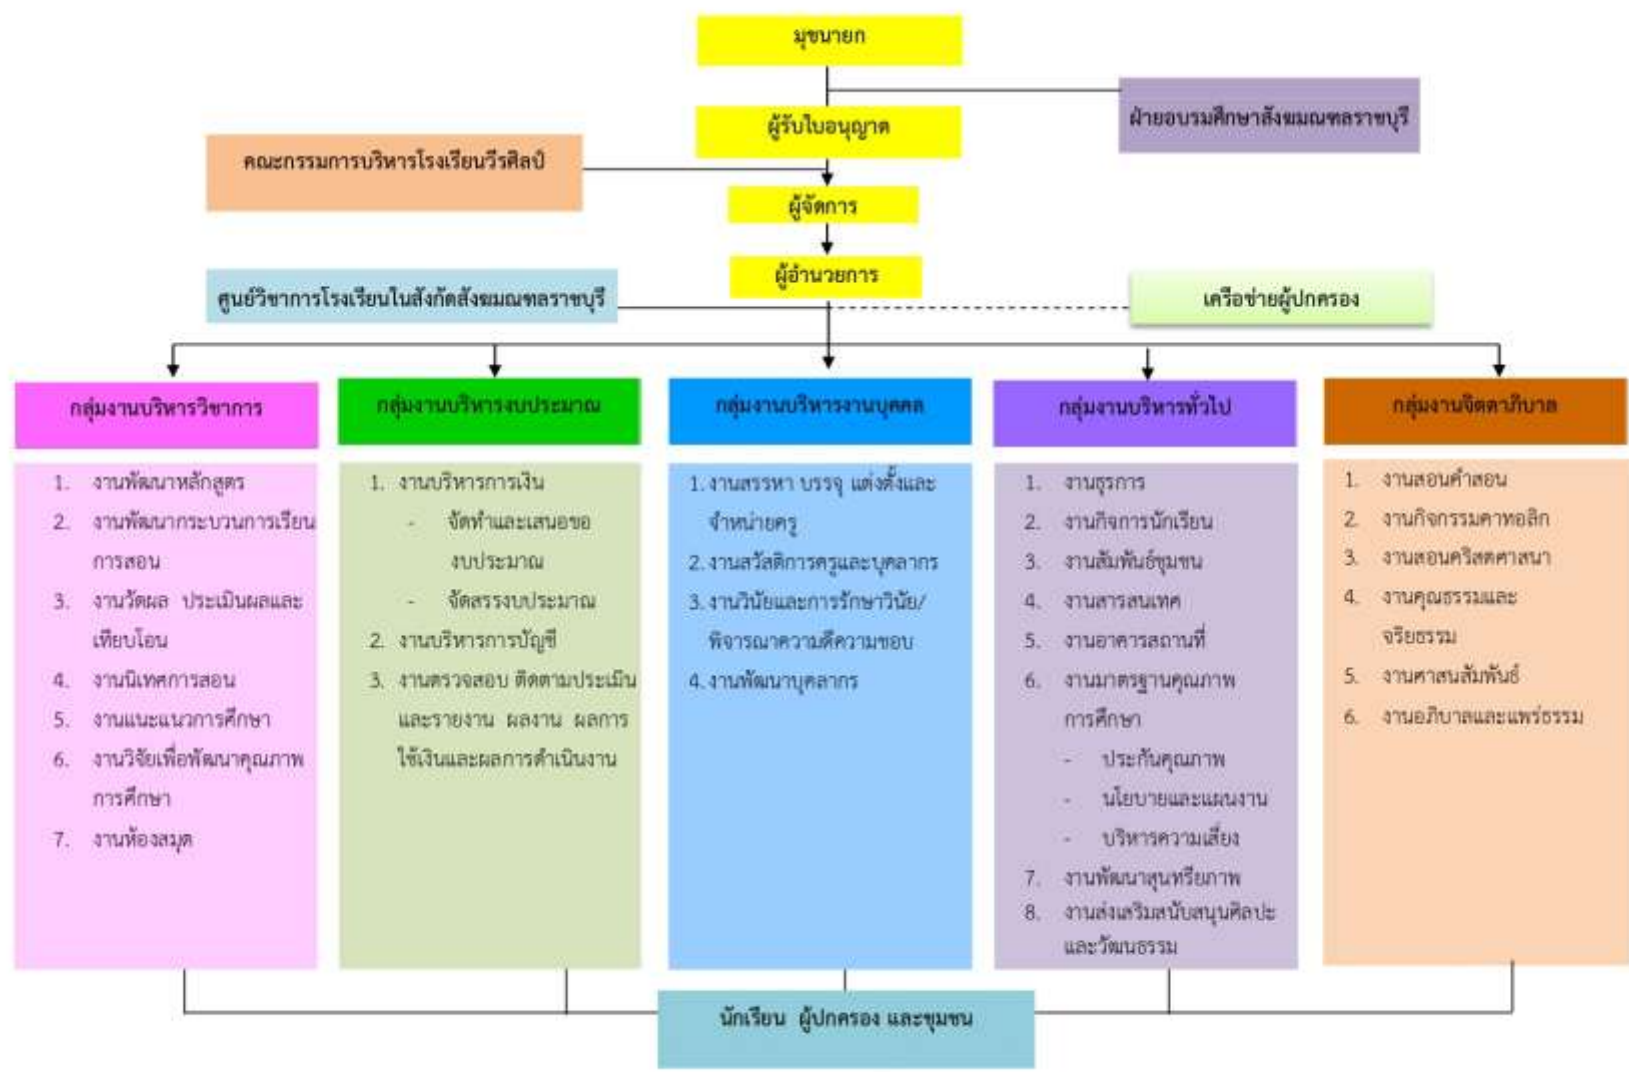 มุขนายก
ฝ่ายอบรมศึกษาสังฆมณฑลราชบุรี
ผู้รับใบอนุญาต
คณะกรรมการบริหารโรงเรียนวีรศิลป์
ผู้จัดการ
ผู้อำนวยการ
ศูนย์วิชาการโรงเรียนในสังกัดสังฆมณฑลราชบุรี
เครือข่ายผู้ปกครอง
กลุ่มงานบริหารวิชาการ
1. งานพัฒนาหลักสูตร
2. งานพัฒนากระบวนการเรียน
การสอน
3. งานวัดผล ประเมินผลและ
เทียบโอน
4. งานนิเทศการสอน
5. งานแนะแนวการศึกษา
6. งานวิจัยเพื่อพัฒนาคุณภาพ
การศึกษา
7. งานห้องสมุด
กลุ่มงานบริหารงบประมาณ
1. งานบริหารการเงิน
- จัดทำและเสนอขอ
งบประมาณ
- จัดสรรงบประมาณ
2. งานบริหารการบัญชี
3. งานตรวจสอบ ติดตามประเมิน
และรายงาน ผลงาน ผลการ
ใช้เงินและผลการดำเนินงาน
กลุ่มงานบริหารงานบุคคล
1. งานสรรหา บรรจุ แต่งตั้งและ
จำหน่ายครู
2. งานสวัสดิการครูและบุคลากร
3. งานวินัยและการรักษาวินัย/
พิจารณาความดีความชอบ
4. งานพัฒนาบุคลากร
กลุ่มงานบริหารทั่วไป
1. งานธุรการ
2. งานกิจการนักเรียน
3. งานสัมพันธ์ชุมชน
4. งานสารสนเทศ
5. งานอาคารสถานที่
6. งานมาตรฐานคุณภาพ
การศึกษา
- ประกันคุณภาพ
- นโยบายและแผนงาน
- บริหารความเสี่ยง
7. งานพัฒนาสุนทรียภาพ
8. งานส่งเสริมสนับสนุนศิลปะ
และวัฒนธรรม
กลุ่มงานจิตตาภิบาล
1. งานสอนคำสอน
2. งานกิจกรรมคาทอลิก
3. งานสอนคริสตศาสนา
4. งานคุณธรรมและ
จริยธรรม
5. งานศาสนสัมพันธ์
6. งานอภิบาลและแพร่ธรรม
นักเรียน ผู้ปกครอง และชุมชน